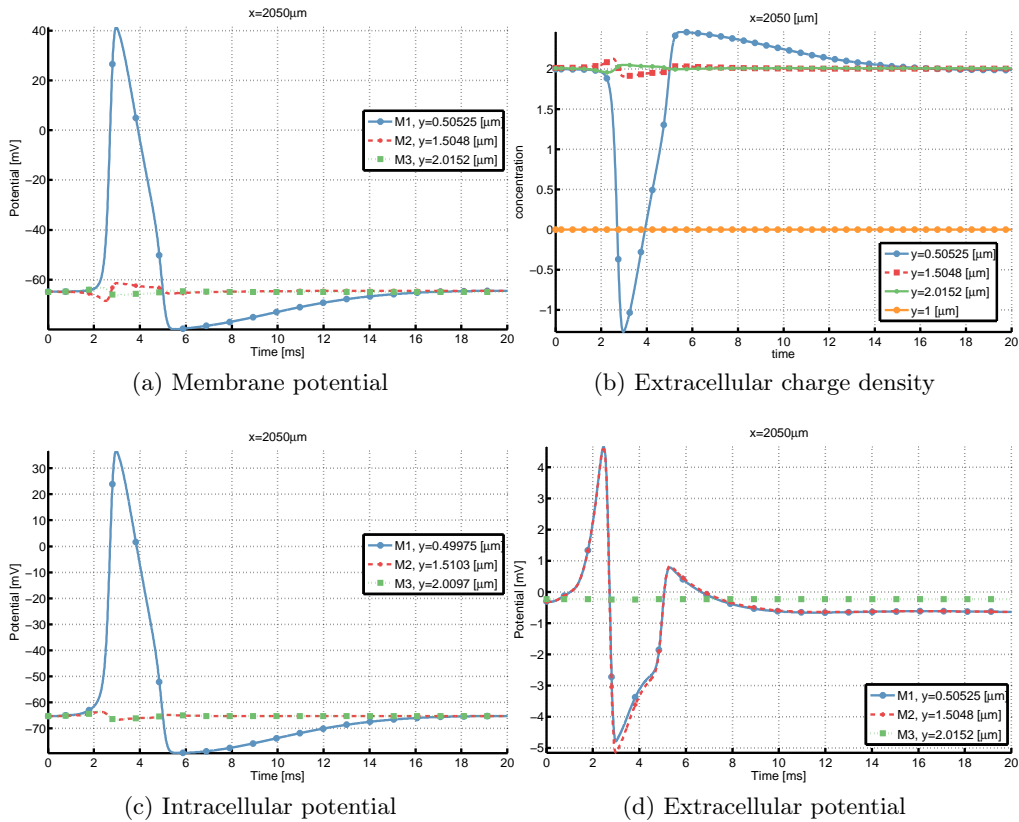 x=2050µm
40
20
0
−20
−40
−60
Potential [mV]
M1, y=0.50525 [µm]
M2, y=1.5048 [µm]
M3, y=2.0152 [µm]
0 2 4 6 8 10 12 14 16 18 20
Time [ms]
(a) Membrane potential
x=2050 [µm]
2
1.5
1
0.5
0
−0.5
−1
concentration
y=0.50525 [µm]
y=1.5048 [µm]
y=2.0152 [µm]
y=1 [µm]
0 2 4 6 8 10 12 14 16 18 20
time
(b) Extracellular charge density
x=2050µm
30
20
10
0
−10
−20
−30
−40
−50
−60
−70
Potential [mV]
M1, y=0.49975 [µm]
M2, y=1.5103 [µm]
M3, y=2.0097 [µm]
0 2 4 6 8 10 12 14 16 18 20
Time [ms]
(c) Intracellular potential
x=2050µm
4
3
2
1
0
−1
−2
−3
−4
−5
Potential [mV]
M1, y=0.50525 [µm]
M2, y=1.5048 [µm]
M3, y=2.0152 [µm]
0 2 4 6 8 10 12 14 16 18 20
Time [ms]
(d) Extracellular potential